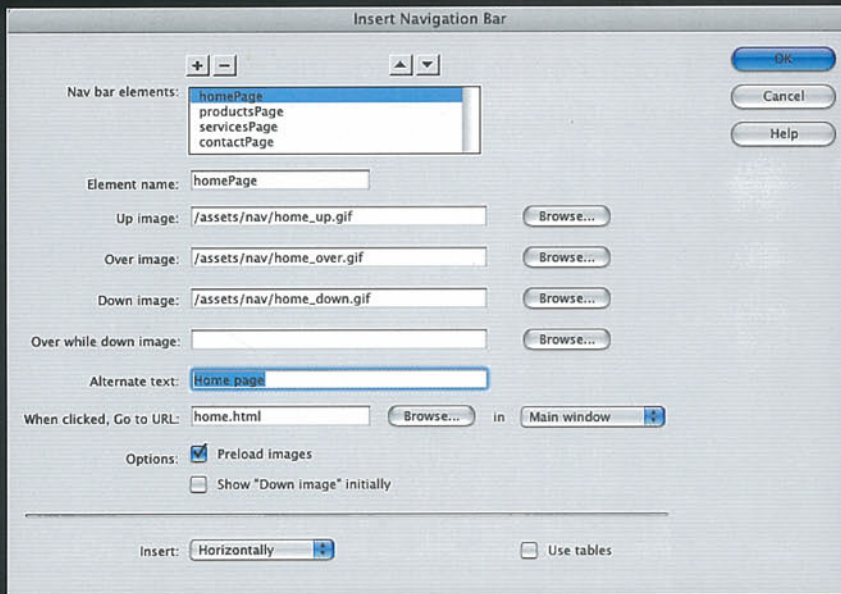 Insert Navigation Bar
+ −
OK
Nav bar elements: homePage
productsPage
servicesPage
contactPage
Cancel
Help
Element name: homePage
Up image: /assets/nav/home_up.gif Browse...
Over image: /assets/nav/home_over.gif Browse...
Down image: /assets/nav/home_down.gif Browse...
Over while down image: Browse...
Alternate text: Home page
When clicked, Go to URL: home.html Browse... in Main window
Options: Preload images
Show "Down image" initially
Insert: Horizontally Use tables